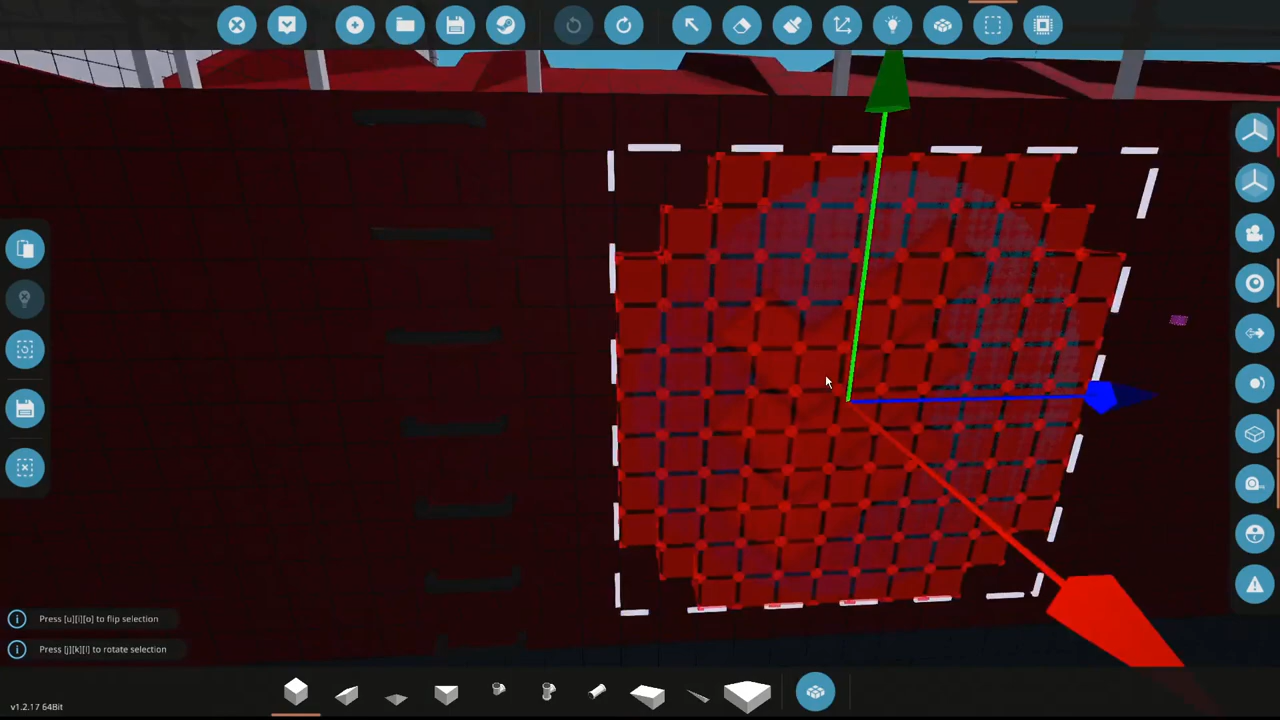 Press [u][i][o] to flip selection
Press [j][k][l] to rotate selection
v1.2.17 64Bit